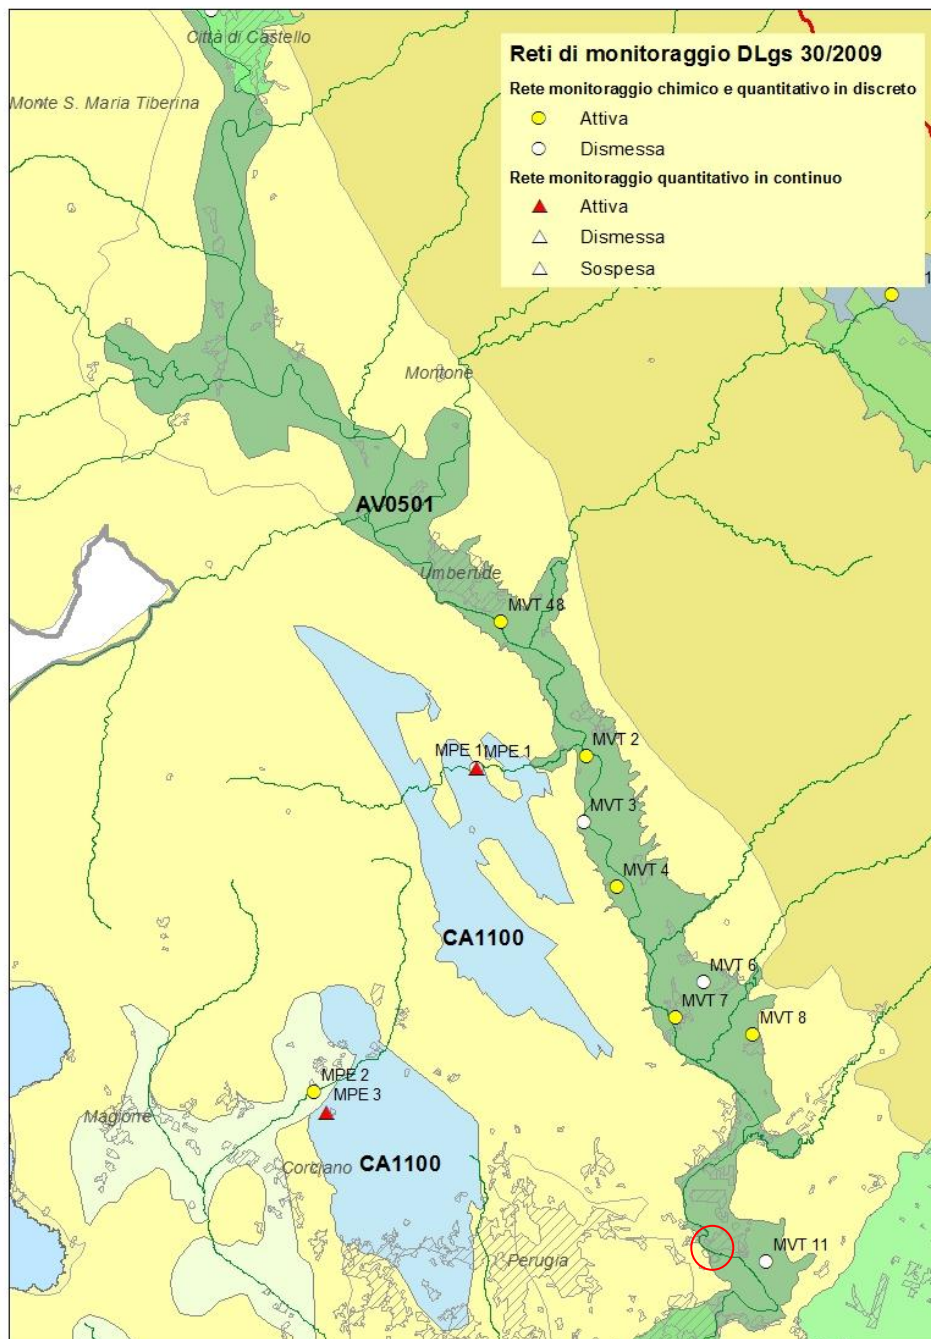 Città di Castello
Monte S. Maria Tiberina
Reti di monitoraggio DLgs 30/2009
Rete monitoraggio chimico e quantitativo in discreto
Attiva
Dismessa
Rete monitoraggio quantitativo in continuo
Attiva
Dismessa
Sospesa
1
Montone
AV0501
Umbertide
MVT 48
MPE 1 MPE 1
MVT 2
MVT 3
MVT 4
CA1100
MVT 6
MVT 7
MVT 8
MPE 2
MPE 3
Magione
Corciano
CA1100
Perugia
MVT 11